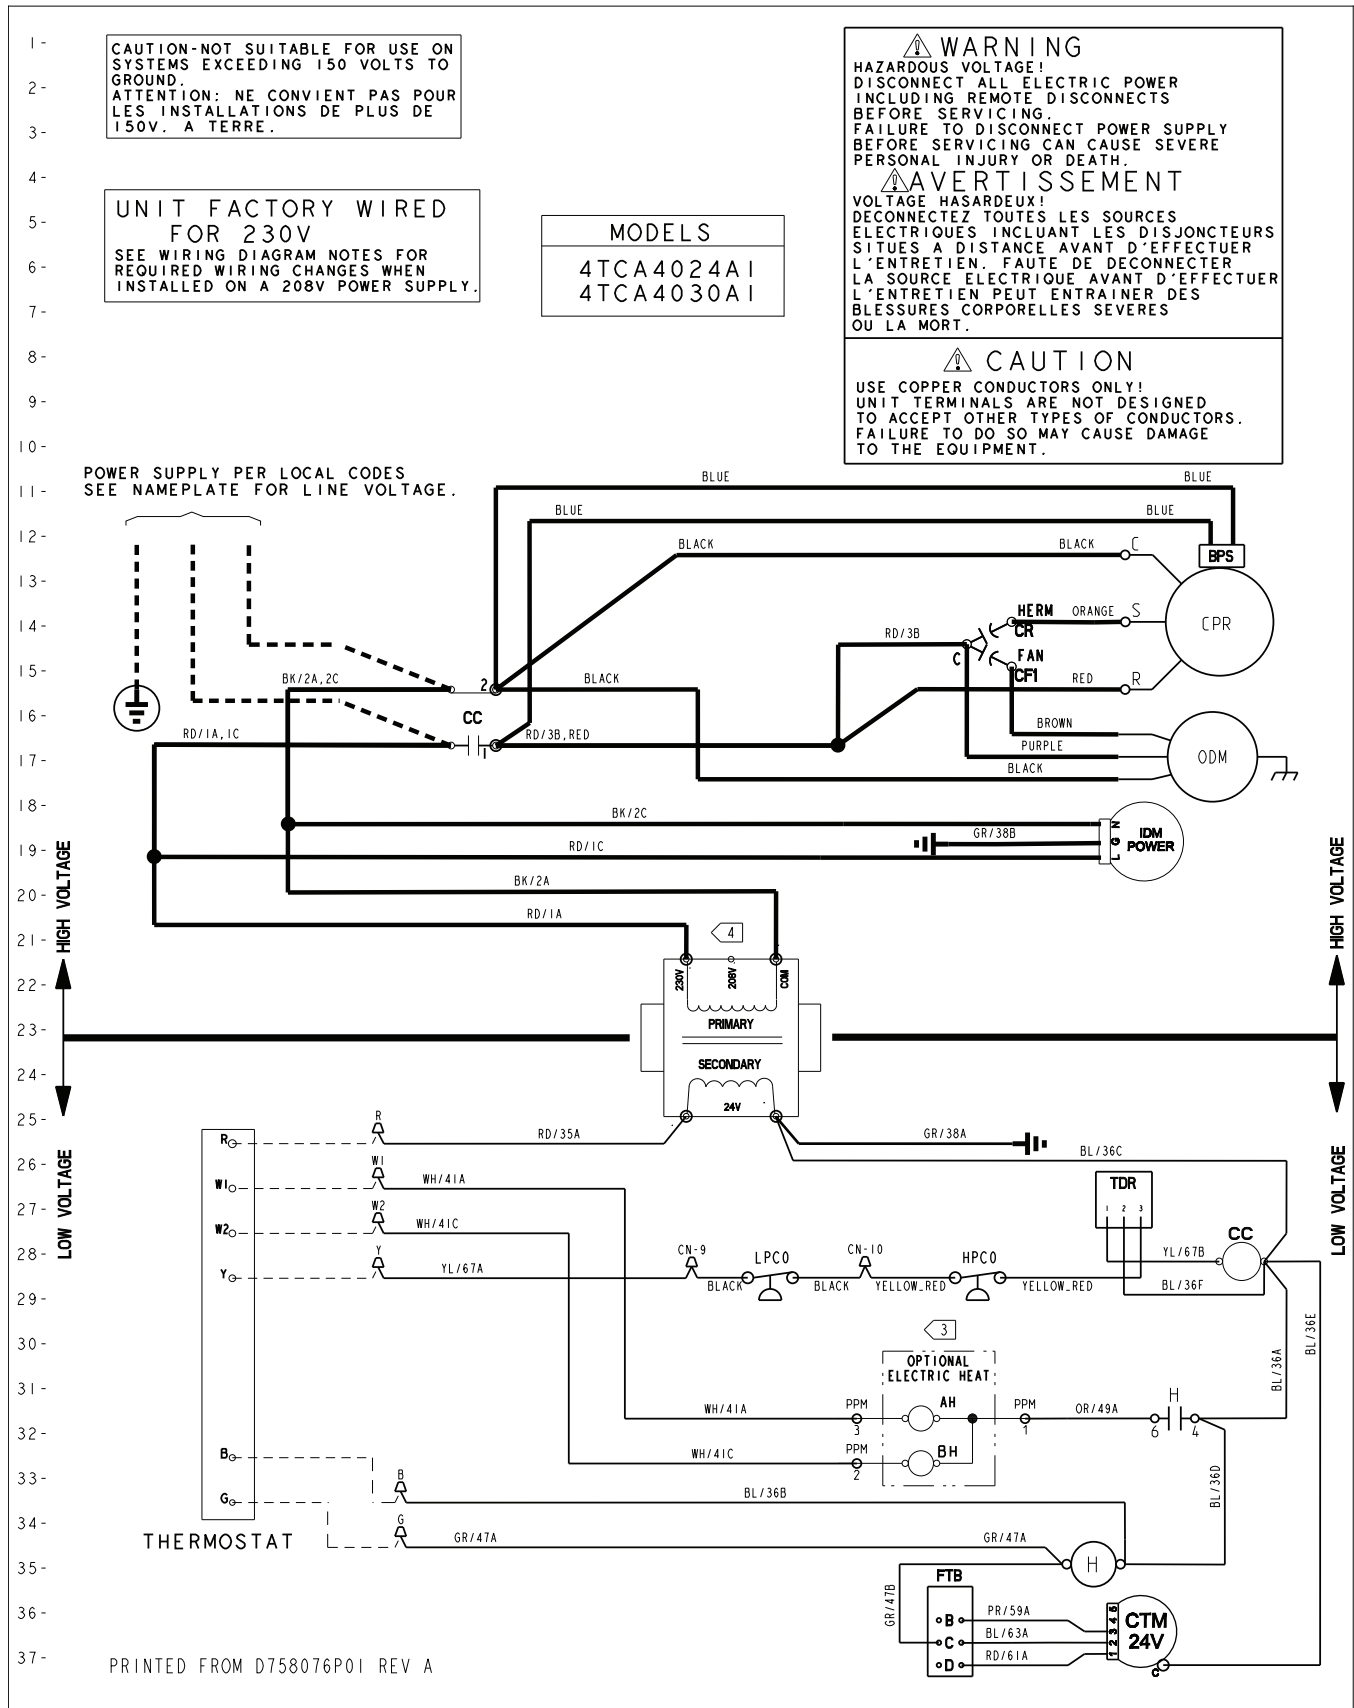 1-
2-
3-
4-
5-
6-
7-
8-
9-
10-
11-
12-
13-
14-
15-
16-
17-
18-
19-
20-
21-
22-
23-
24-
25-
26-
27-
28-
29-
30-
31-
32-
33-
34-
35-
36-
37-
CAUTION-NOT SUITABLE FOR USE ON
SYSTEMS EXCEEDING 150 VOLTS TO
GROUND.
ATTENTION: NE CONVIENT PAS POUR
LES INSTALLATIONS DE PLUS DE
150V. A TERRE.
UNIT FACTORY WIRED
FOR 230V
SEE WIRING DIAGRAM NOTES FOR
REQUIRED WIRING CHANGES WHEN
INSTALLED ON A 208V POWER SUPPLY.
MODELS
4TCA4024A1
4TCA4030A1
WARNING
HAZARDOUS VOLTAGE!
DISCONNECT ALL ELECTRIC POWER
INCLUDING REMOTE DISCONNECTS
BEFORE SERVICING.
FAILURE TO DISCONNECT POWER SUPPLY
BEFORE SERVICING CAN CAUSE SEVERE
PERSONAL INJURY OR DEATH.
AVERTISSEMENT
VOLTAGE HASARDEUX!
DECONNECTEZ TOUTES LES SOURCES
ELECTRIQUES INCLUANT LES DISJONCTEURS
SITUES A DISTANCE AVANT D'EFFECTUER
L'ENTRETIEN. FAUTE DE DECONNECTER
LA SOURCE ELECTRIQUE AVANT D'EFFECTUER
L'ENTRETIEN PEUT ENTRAINER DES
BLESSURES CORPORELLES SEVERES
OU LA MORT.
CAUTION
USE COPPER CONDUCTORS ONLY!
UNIT TERMINALS ARE NOT DESIGNED
TO ACCEPT OTHER TYPES OF CONDUCTORS.
FAILURE TO DO SO MAY CAUSE DAMAGE
TO THE EQUIPMENT.
POWER SUPPLY PER LOCAL CODES
SEE NAMEPLATE FOR LINE VOLTAGE.
BLUE
BLUE
BLUE
BLUE
BLACK
BLACK
C
BPS
HERM
CR
ORANGE
S
CPR
RD/3B
C
FAN
CF1
RED
R
BK/2A,2C
2
BLACK
CC
RD/1A,1C
1
RD/3B,RED
BROWN
PURPLE
BLACK
ODM
BK/2C
GR/38B
N
G
L
IDM
POWER
RD/1C
BK/2A
RD/1A
4
HIGH VOLTAGE
HIGH VOLTAGE
230V
208V
COM
PRIMARY
SECONDARY
24V
LOW VOLTAGE
LOW VOLTAGE
R
R
RD/35A
GR/38A
BL/36C
W1
W1
WH/41A
TDR
1
2
3
W2
W2
WH/41C
CC
Y
Y
YL/67A
CN-9
BLACK
LPCO
BLACK
CN-10
YELLOW_RED
HPCO
YELLOW_RED
YL/67B
BL/36F
BL/36E
BL/36A
3
OPTIONAL
ELECTRIC HEAT
WH/41A
PPM
3
AH
PPM
1
OR/49A
6
H
4
WH/41C
PPM
2
BH
BL/36D
B
B
BL/36B
G
G
GR/47A
GR/47A
THERMOSTAT
H
GR/47B
FTB
B
C
D
PR/59A
BL/63A
RD/61A
5
4
3
2
1
CTM
24V
C
PRINTED FROM D758076P01 REV A